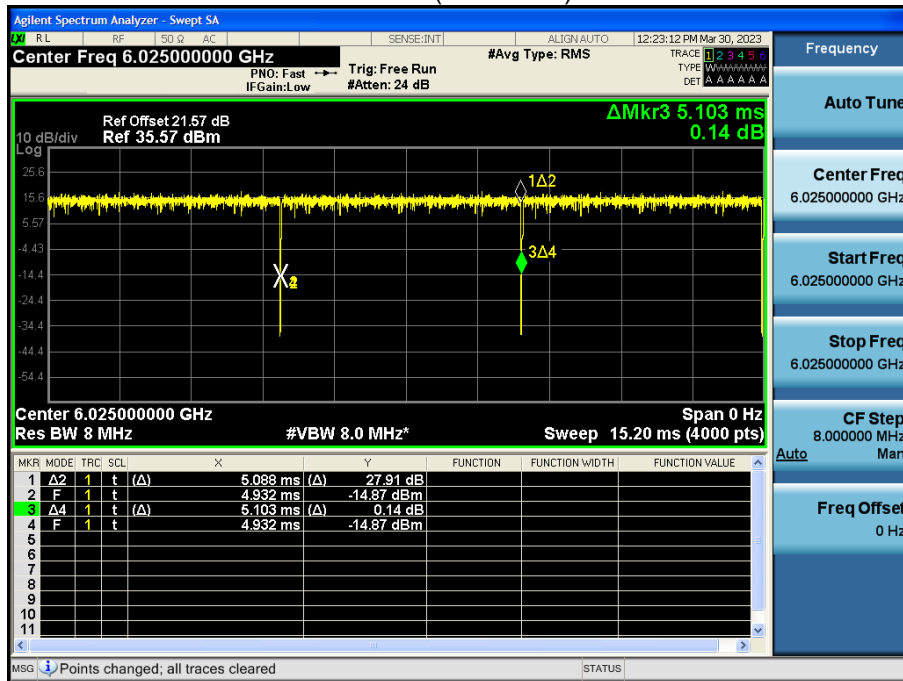 Agilent Spectrum Analyzer - Swept SA
LXI RL RF 50 Ω AC SENSE:INT ALIGN AUTO 12:23:12 PM Mar 30, 2023
Center Freq 6.025000000 GHz
PNO: Fast
IFGain:Low
Trig: Free Run
#Atten: 24 dB
#Avg Type: RMS
TRACE 1 2 3 4 5 6
TYPE WWWWWW
DET A A A A A A
ΔMkr3 5.103 ms
0.14 dB
Ref Offset 21.57 dB
10 dB/div Ref 35.57 dBm
Log
25.6
15.6
5.57
-4.43
-14.4
-24.4
-34.4
-44.4
-54.4
1Δ2
3Δ4
2
Center 6.025000000 GHz Span 0 Hz
Res BW 8 MHz #VBW 8.0 MHz* Sweep 15.20 ms (4000 pts)
MKR MODE TRC SCL X Y FUNCTION FUNCTION WIDTH FUNCTION VALUE
1 Δ2 1 t (Δ) 5.088 ms (Δ) 27.91 dB
2 F 1 t 4.932 ms -14.87 dBm
3 Δ4 1 t (Δ) 5.103 ms (Δ) 0.14 dB
4 F 1 t 4.932 ms -14.87 dBm
5
6
7
8
9
10
11
MSG Points changed; all traces cleared STATUS
Frequency
Auto Tune
Center Freq
6.025000000 GHz
Start Freq
6.025000000 GHz
Stop Freq
6.025000000 GHz
CF Step
8.000000 MHz
Auto Man
Freq Offset
0 Hz